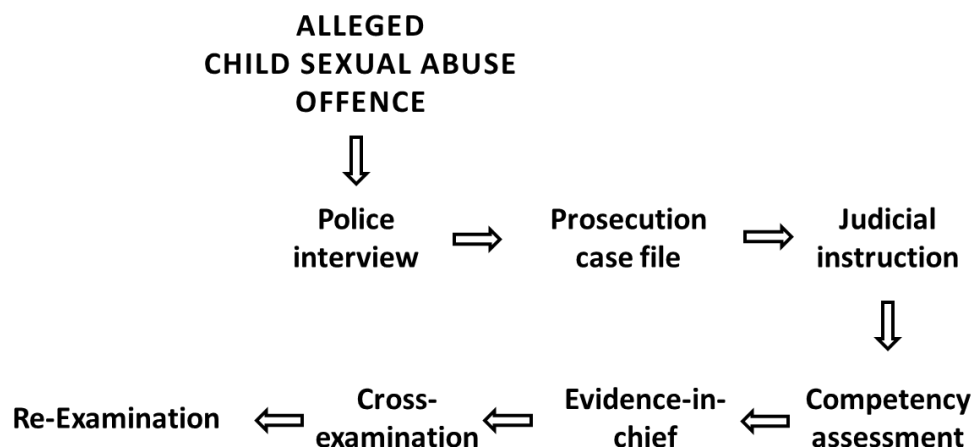 ALLEGED
CHILD SEXUAL ABUSE
OFFENCE
Police
interview
Prosecution
case file
Judicial
instruction
Competency
assessment
Evidence-in-
chief
Cross-
examination
Re-Examination